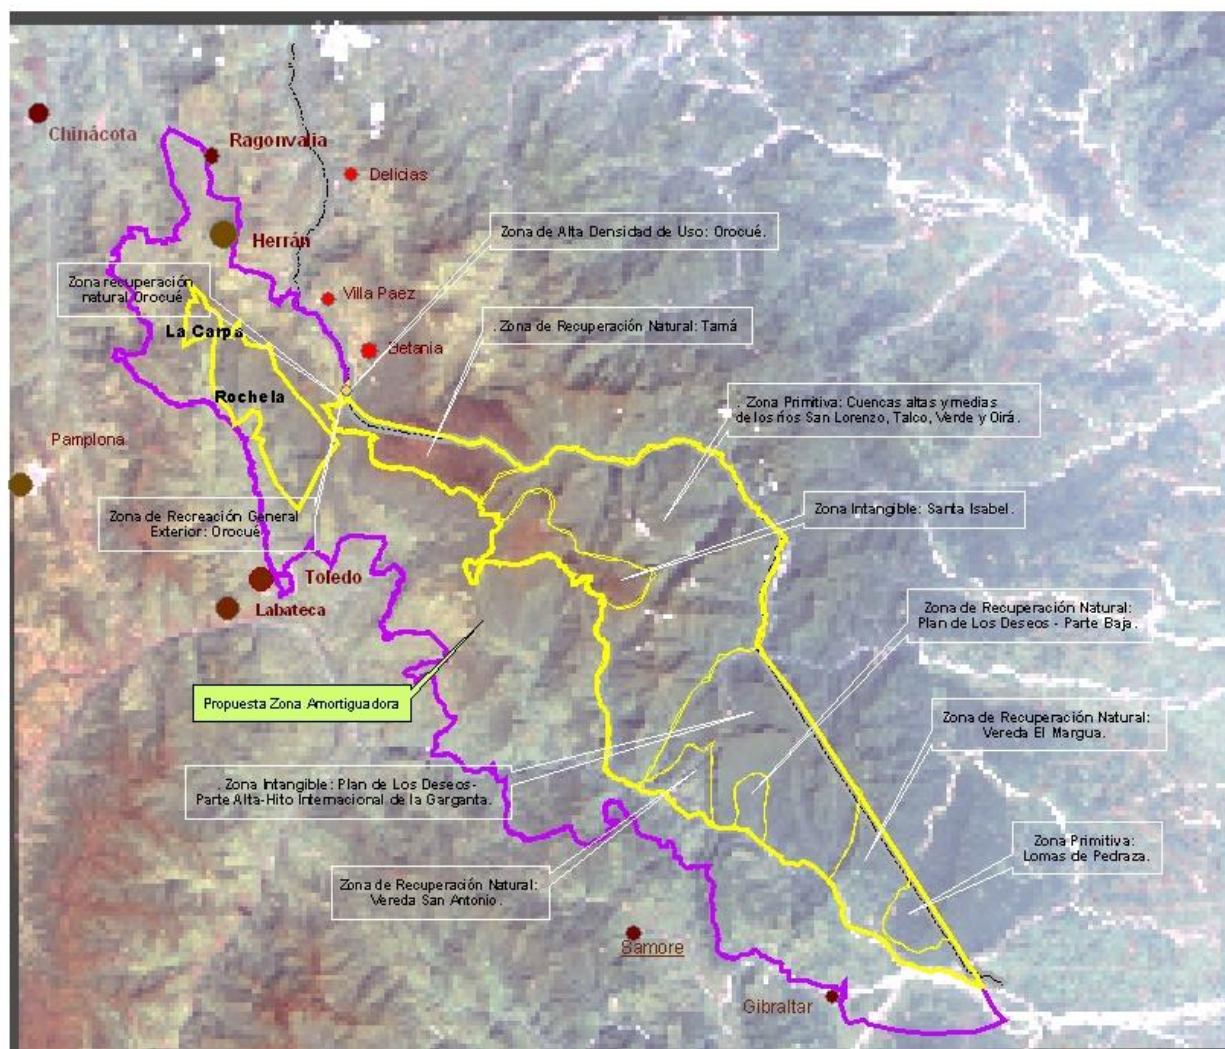 Chinácota
Ragonvalia
Delicias
Zona de Alta Densidad de Uso: Orocué.
Herrán
Zona recuperación
natural Orocué
Villa Paez
. Zona de Recuperación Natural: Tamá
La Carpa
Betania
Rochela
. Zona Primitiva: Cuencas altas y medias
de los ríos San Lorenzo, Talco, Verde y Oirá.
Pamplona
Zona de Recreación General
Exterior: Orocué
Zona Intangible: Santa Isabel.
Toledo
Labateca
Zona de Recuperación Natural:
Plan de Los Deseos - Parte Baja.
Propuesta Zona Amortiguadora
Zona de Recuperación Natural:
Vereda El Margua.
. Zona Intangible: Plan de Los Deseos-
Parte Alta-Hito Internacional de la Garganta.
Zona Primitiva:
Lomas de Pedraza.
Zona de Recuperación Natural:
Vereda San Antonio.
Samore
Gibraltar